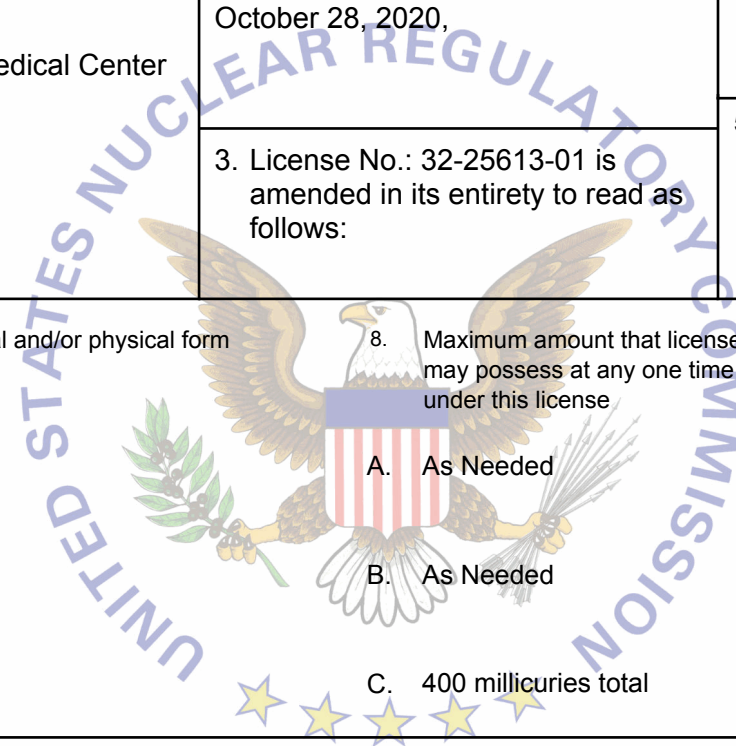 October 28, 2020,
edical Center
3. License No.: 32-25613-01 is
amended in its entirety to read as
follows:
l and/or physical form
8. Maximum amount that license
may possess at any one time
under this license
A. As Needed
B. As Needed
C. 400 millicuries total
UNITED STATES NUCLEAR REGULATORY COMMISSION